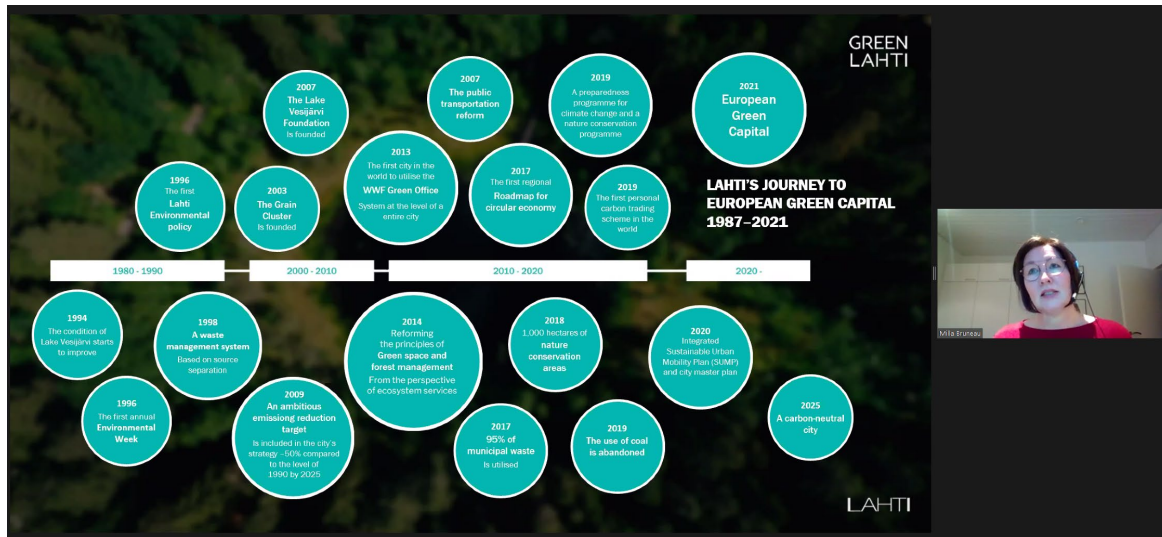 GREEN
LAHTI
2007
The Lake
Vesijärvi
Foundation
Is founded
2007
The public
transportation
reform
2019
A preparedness
programme for
climate change and a
nature conservation
programme
2021
European
Green
Capital
1996
The first
Lahti
Environmental
policy
2003
The Grain
Cluster
Is founded
2013
The first city in the
world to utilise the
WWF Green Office
System at the level of a
entire city
2017
The first regional
Roadmap for
circular economy
2019
The first personal
carbon trading
scheme in the
world
LAHTI'S JOURNEY TO
EUROPEAN GREEN CAPITAL
1987–2021
1980 - 1990
2000 - 2010
2010 - 2020
2020 -
1994
The condition of
Lake Vesijärvi starts
to improve
1998
A waste
management system
Based on source
separation
2014
Reforming
the principles of
Green space and
forest management
From the perspective
of ecosystem services
2018
1,000 hectares of
nature
conservation
areas
2020
Integrated
Sustainable Urban
Mobility Plan (SUMP)
and city master plan
1996
The first annual
Environmental
Week
2009
An ambitious
emissiong reduction
target
Is included in the city's
strategy –50% compared
to the level of
1990 by 2025
2017
95% of
municipal waste
Is utilised
2019
The use of coal
is abandoned
2025
A carbon-neutral
city
LAHTI
Milla Bruneau